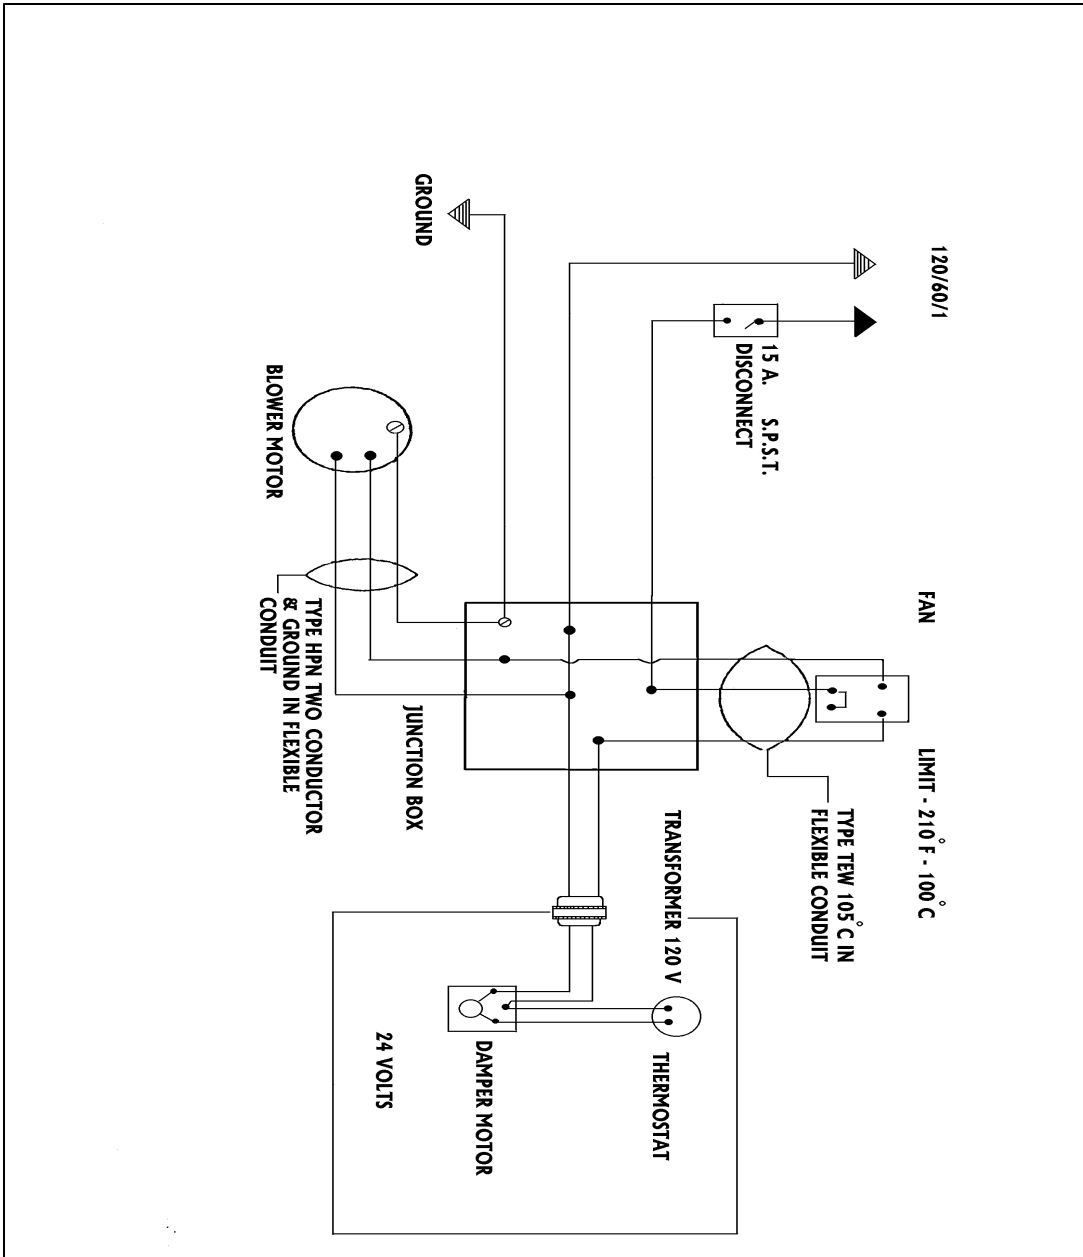 120/60/1
GROUND
15 A. S.P.S.T.
DISCONNECT
BLOWER MOTOR
FAN
LIMIT - 210°F - 100°C
TYPE HPN TWO CONDUCTOR
& GROUND IN FLEXIBLE
CONDUIT
JUNCTION BOX
TYPE TEW 105°C IN
FLEXIBLE CONDUIT
TRANSFORMER 120 V
THERMOSTAT
DAMPER MOTOR
24 VOLTS